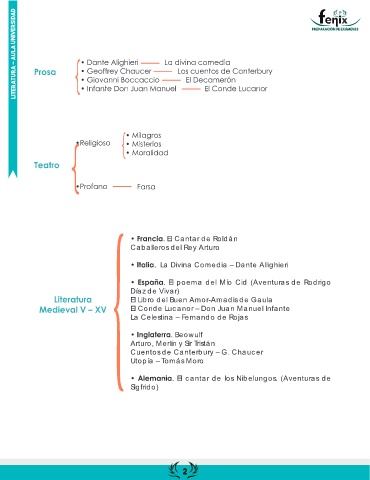 LITERATURA – AULA UNIVERSIDAD
fenix
PREPARACIÓN DE EXÁMENES
Prosa
• Dante Alighieri La divina comedia
• Geoffrey Chaucer Los cuentos de Canterbury
• Giovanni Boccaccio El Decamerón
• Infante Don Juan Manuel El Conde Lucanor
Teatro
•Religioso
• Milagros
• Misterios
• Moralidad
•Profano Farsa
Literatura
Medieval V – XV
• Francia. El Cantar de Roldán
Caballeros del Rey Arturo
• Italia. La Divina Comedia – Dante Allighieri
• España. El poema del Mío Cid (Aventuras de Rodrigo
Díaz de Vivar)
El Libro del Buen Amor-Amadís de Gaula
El Conde Lucanor – Don Juan Manuel Infante
La Celestina – Fernando de Rojas
• Inglaterra. Beowulf
Arturo, Merlín y Sir Tristán
Cuentos de Canterbury – G. Chaucer
Utopía – Tomás Moro
• Alemania. El cantar de los Nibelungos. (Aventuras de
Sigfrido)
2